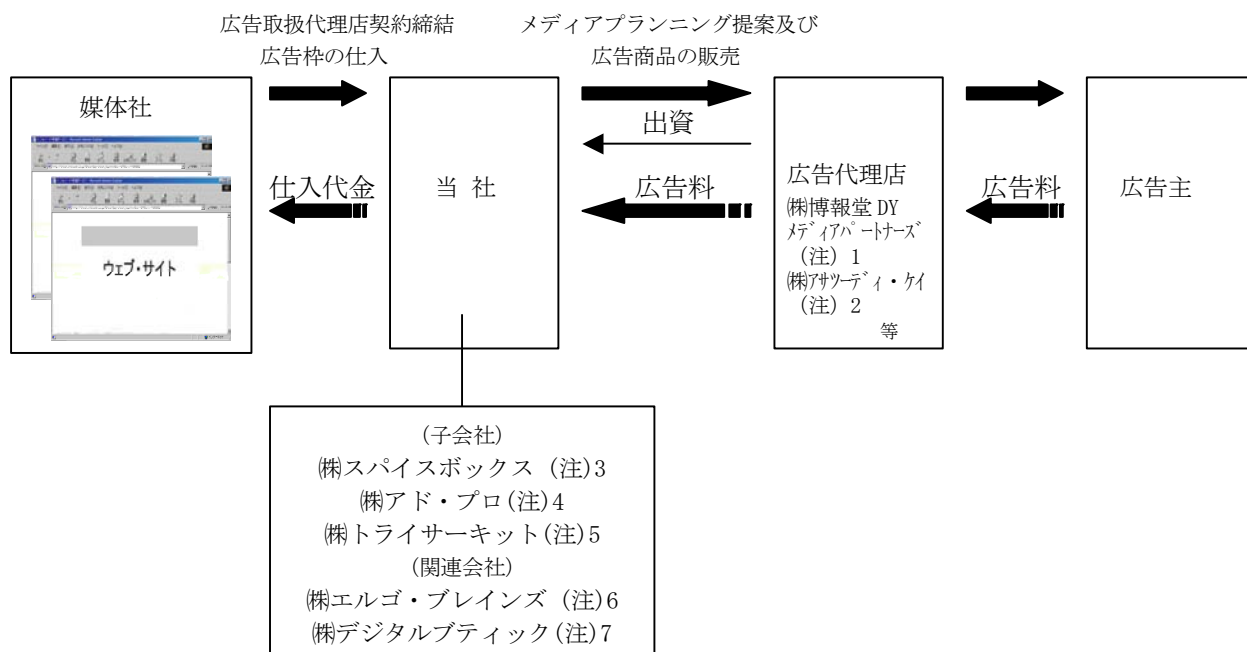 広告取扱代理店契約締結
広告枠の仕入
メディアプランニング提案及び
広告商品の販売
媒体社
ウェブ・サイト
仕入代金
当 社
出資
広告料
広告代理店
㈱博報堂 DY
ﾒﾃﾞｨｱﾊﾟｰﾄﾅｰｽﾞ
(注) 1
㈱ｱｻﾂｰﾃﾞｨ・ｹｲ
(注) 2
等
広告料
広告主
(子会社)
㈱スパイスボックス (注)3
㈱アド・プロ(注)4
㈱トライサーキット(注)5
(関連会社)
㈱エルゴ・ブレインズ (注)6
㈱デジタルブティック(注)7